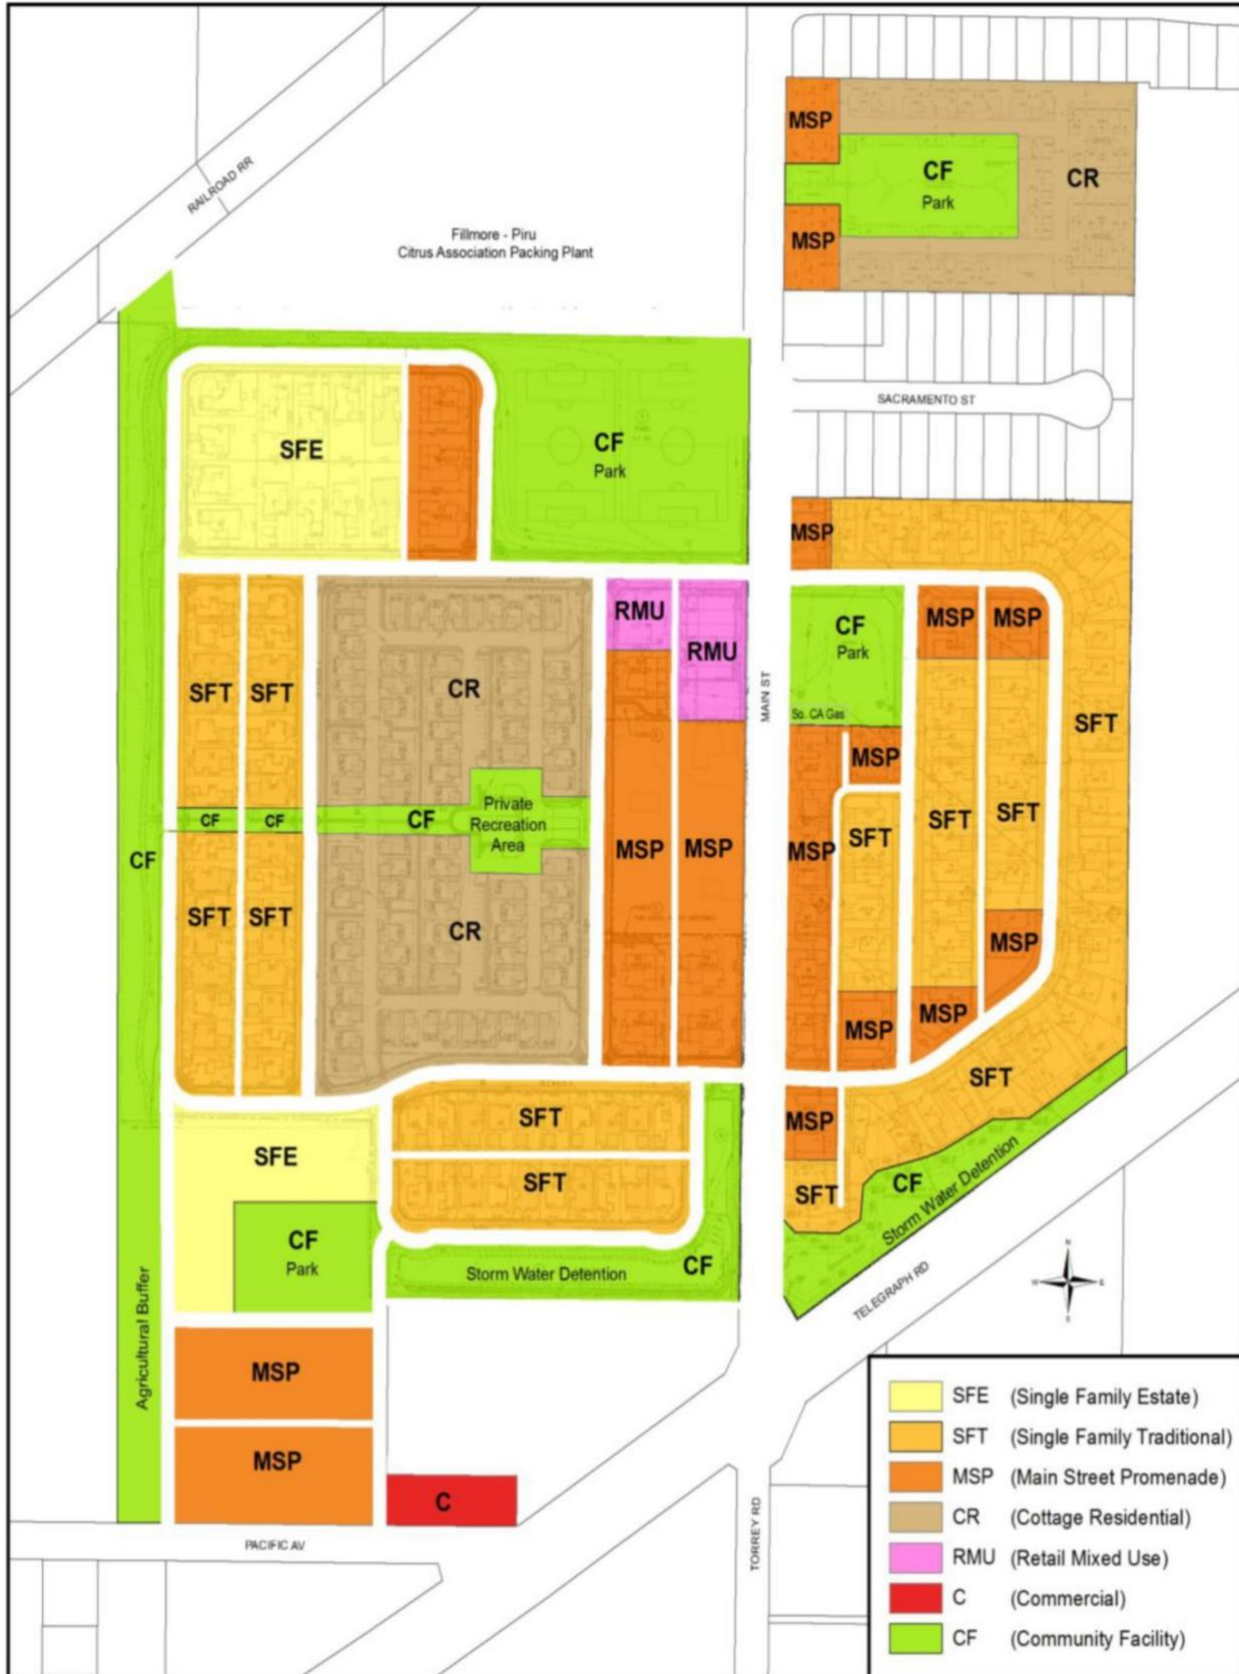 RAILROAD RR
Fillmore - Piru
Citrus Association Packing Plant
MSP
CF
Park
CR
MSP
SACRAMENTO ST
SFE
CF
Park
MSP
RMU
RMU
MAIN ST
CF
Park
So. CA Gas
MSP
MSP
SFT
SFT
CR
SFT
MSP
CF
CF
CF
Private
Recreation
Area
CF
MSP
MSP
MSP
SFT
SFT
SFT
SFT
SFT
CR
MSP
MSP
MSP
SFT
SFT
SFE
SFT
MSP
SFT
CF
Storm Water Detention
CF
Park
Storm Water Detention
CF
Agricultural Buffer
MSP
MSP
C
PACIFIC AV
TELEGRAPH RD
TORREY RD
N
W
E
S
SFE (Single Family Estate)
SFT (Single Family Traditional)
MSP (Main Street Promenade)
CR (Cottage Residential)
RMU (Retail Mixed Use)
C (Commercial)
CF (Community Facility)